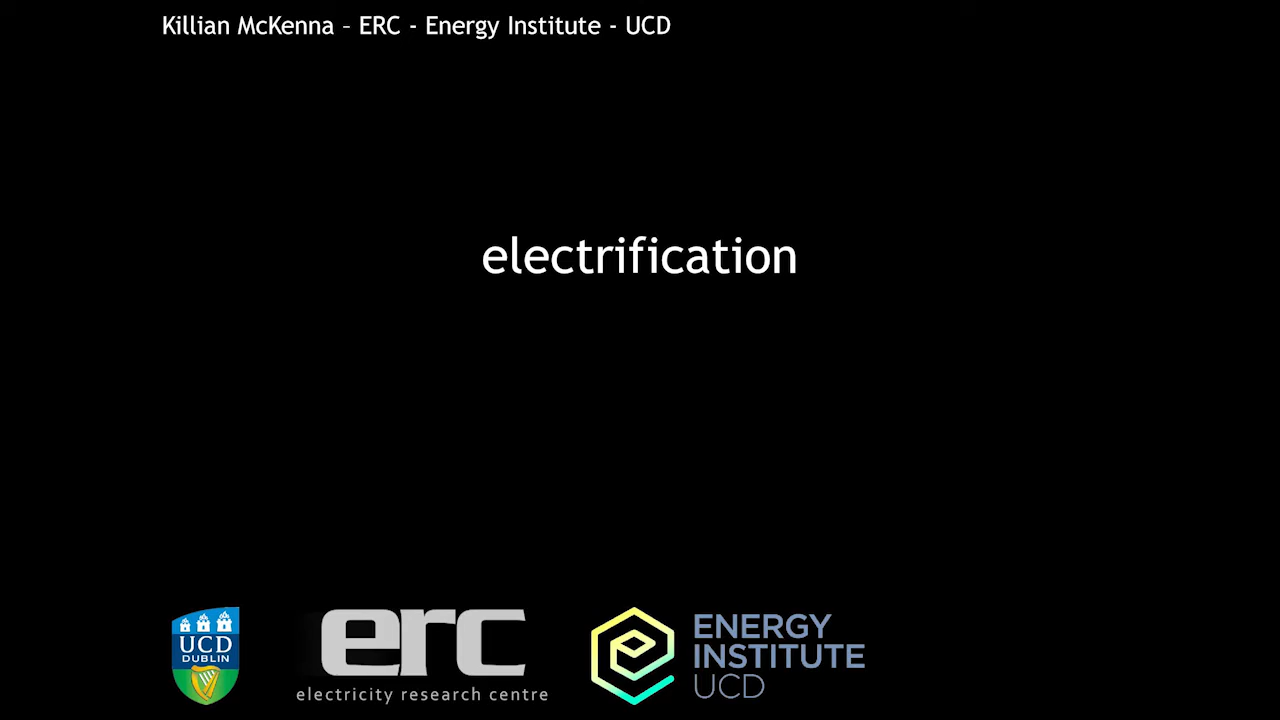 Killian McKenna – ERC - Energy Institute - UCD
electrification
UCD
DUBLIN
erc
electricity research centre
ENERGY
INSTITUTE
UCD